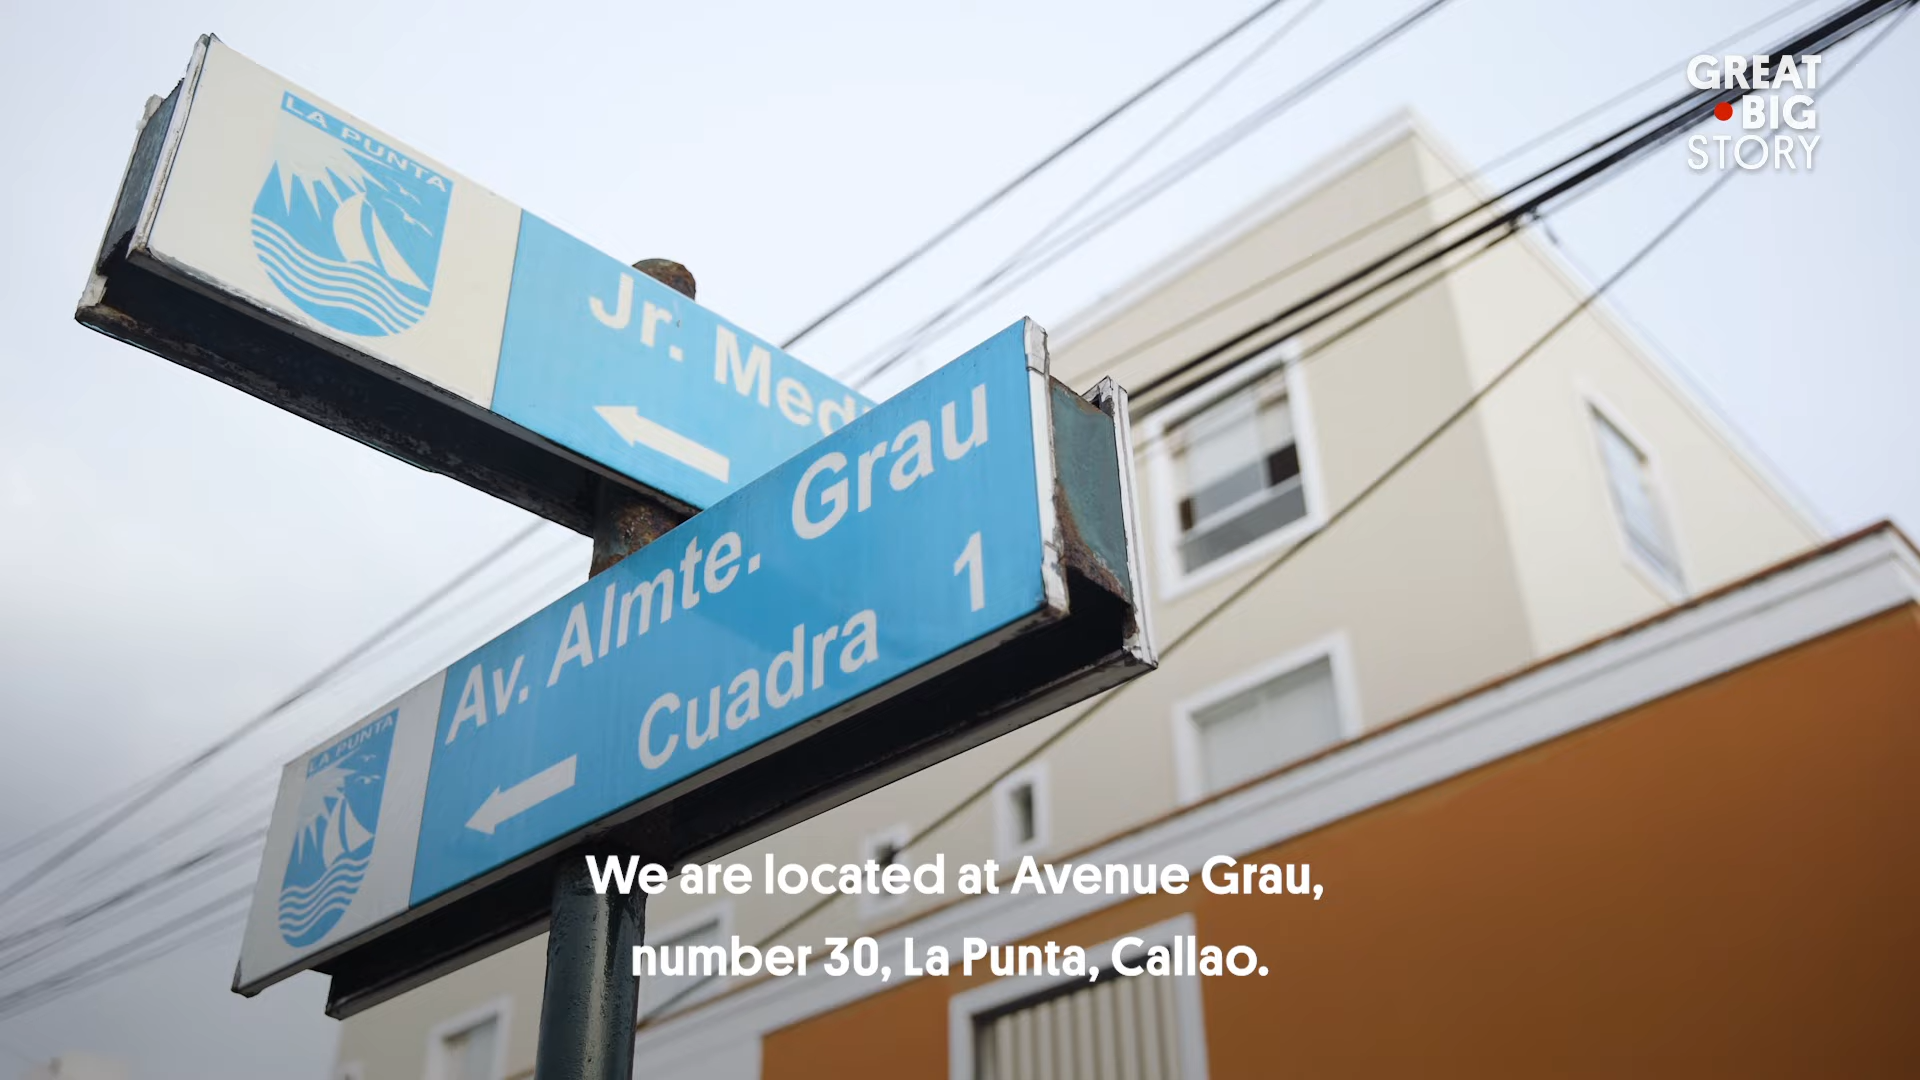 GREAT
BIG
STORY
LA PUNTA
Jr.
Av. Almte. Grau
Cuadra 1
LA PUNTA
We are located at Avenue Grau,
number 30, La Punta, Callao.